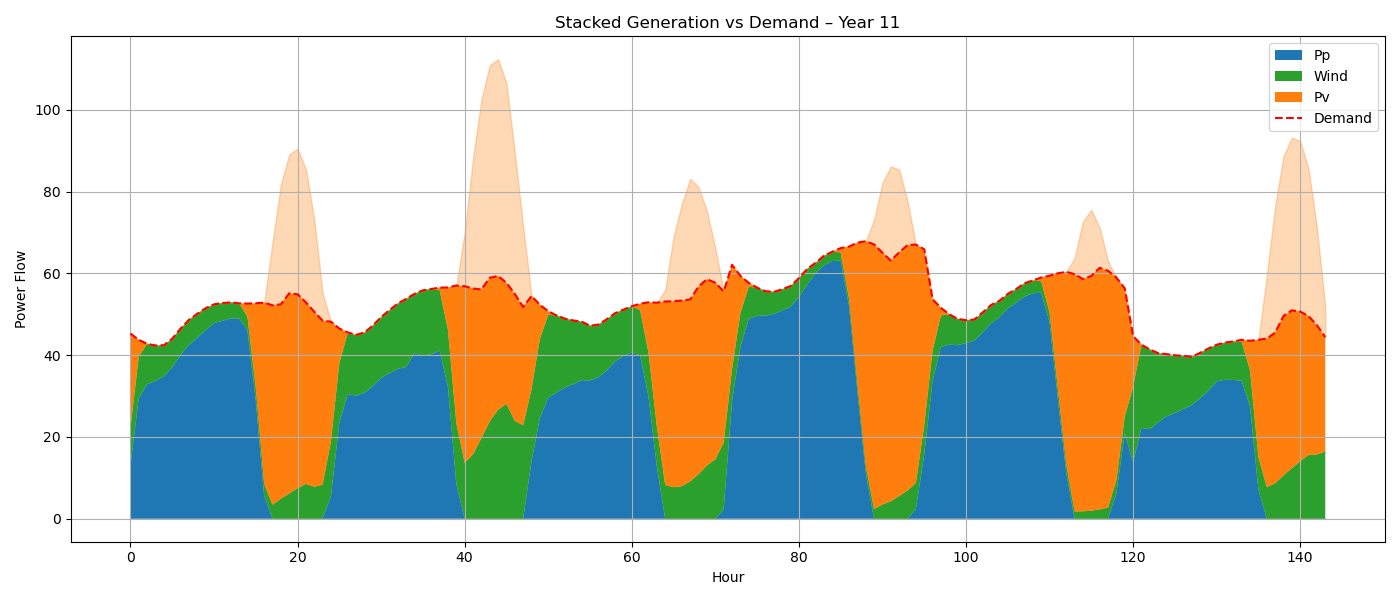 Stacked Generation vs Demand – Year 11
Power Flow
100
80
60
40
20
0
Pp
Wind
Pv
Demand
0 20 40 60 80 100 120 140
Hour